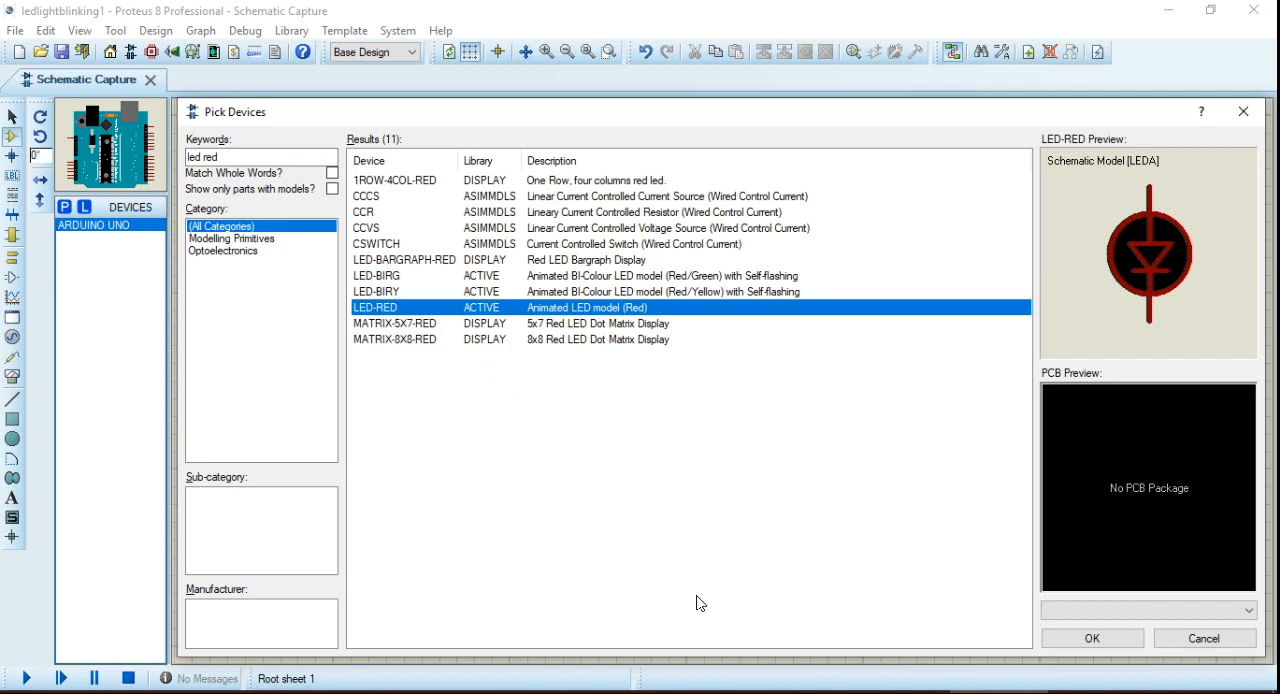 ledlightblinking1 - Proteus 8 Professional - Schematic Capture
File Edit View Tool Design Graph Debug Library Template System Help
Base Design
Schematic Capture
Pick Devices
Keywords:
led red
Match Whole Words?
Show only parts with models?
Category:
(All Categories)
Modelling Primitives
Optoelectronics
Sub-category:
Manufacturer:
Results (11):
Device Library Description
1ROW-4COL-RED DISPLAY One Row, four columns red led.
CCCS ASIMMDLS Linear Current Controlled Current Source (Wired Control Current)
CCR ASIMMDLS Lineary Current Controlled Resistor (Wired Control Current)
CCVS ASIMMDLS Linear Current Controlled Voltage Source (Wired Control Current)
CSWITCH ASIMMDLS Current Controlled Switch (Wired Control Current)
LED-BARGRAPH-RED DISPLAY Red LED Bargraph Display
LED-BIRG ACTIVE Animated BI-Colour LED model (Red/Green) with Self-flashing
LED-BIRY ACTIVE Animated BI-Colour LED model (Red/Yellow) with Self-flashing
LED-RED ACTIVE Animated LED model (Red)
MATRIX-5X7-RED DISPLAY 5x7 Red LED Dot Matrix Display
MATRIX-8X8-RED DISPLAY 8x8 Red LED Dot Matrix Display
LED-RED Preview:
Schematic Model [LEDA]
PCB Preview:
No PCB Package
OK Cancel
0°
LBL
P L DEVICES
ARDUINO UNO
A
S
No Messages
Root sheet 1